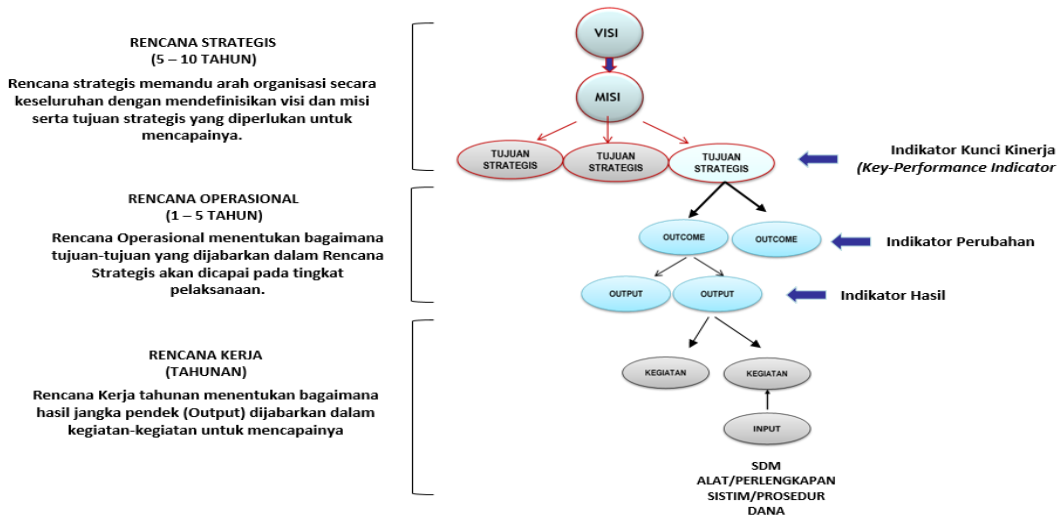 RENCANA STRATEGIS
(5 – 10 TAHUN)
Rencana strategis memandu arah organisasi secara
keseluruhan dengan mendefinisikan visi dan misi
serta tujuan strategis yang diperlukan untuk
mencapainya.
VISI
MISI
TUJUAN
STRATEGIS
TUJUAN
STRATEGIS
TUJUAN
STRATEGIS
Indikator Kunci Kinerja
(Key-Performance Indicator
RENCANA OPERASIONAL
(1 – 5 TAHUN)
Rencana Operasional menentukan bagaimana
tujuan-tujuan yang dijabarkan dalam Rencana
Strategis akan dicapai pada tingkat
pelaksanaan.
OUTCOME
OUTCOME
Indikator Perubahan
OUTPUT
OUTPUT
Indikator Hasil
RENCANA KERJA
(TAHUNAN)
Rencana Kerja tahunan menentukan bagaimana
hasil jangka pendek (Output) dijabarkan dalam
kegiatan-kegiatan untuk mencapainya
KEGIATAN
KEGIATAN
INPUT
SDM
ALAT/PERLENGKAPAN
SISTIM/PROSEDUR
DANA